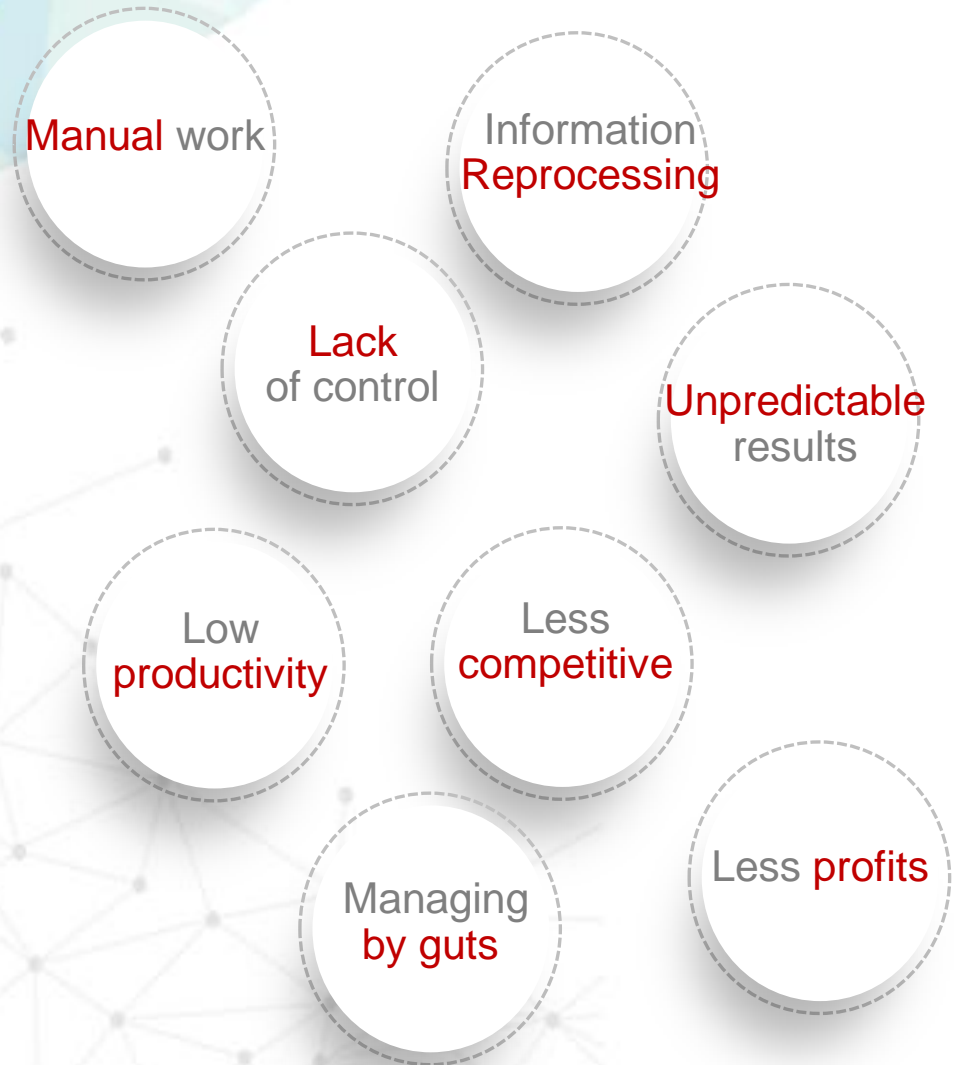 Manual work
Information
Reprocessing
Lack
of control
Unpredictable
results
Low
productivity
Less
competitive
Less profits
Managing
by guts